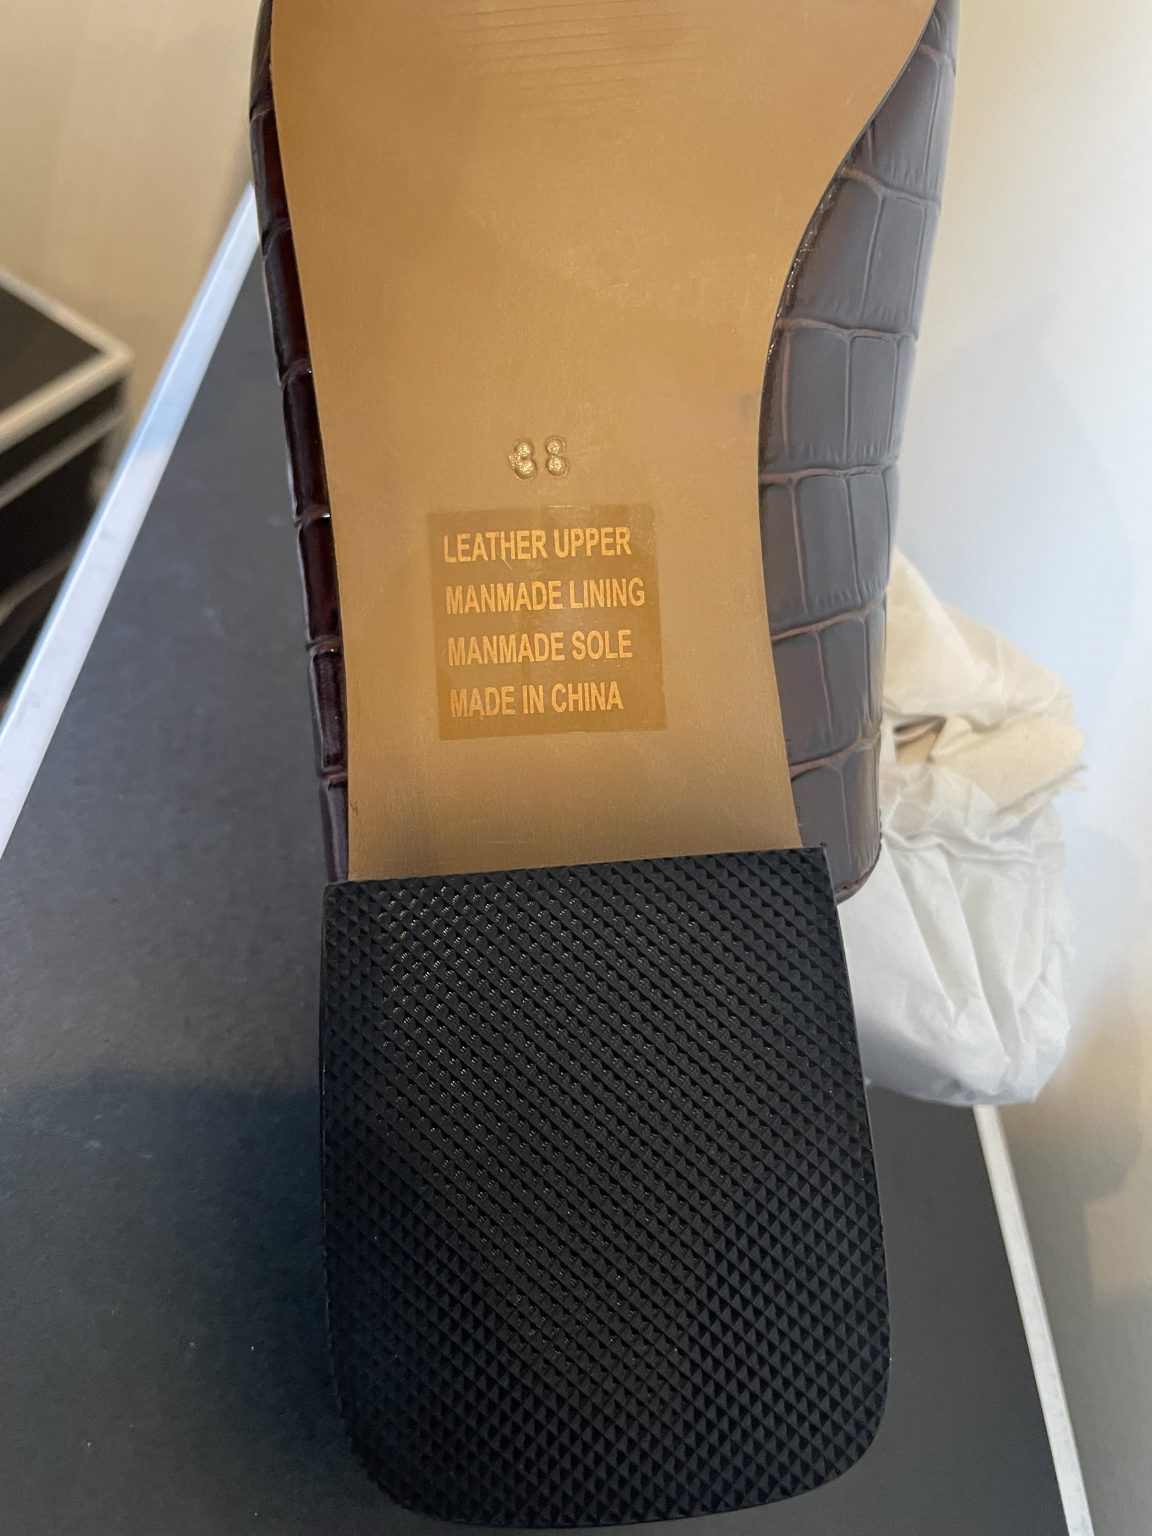 38
LEATHER UPPER
MANMADE LINING
MANMADE SOLE
MADE IN CHINA